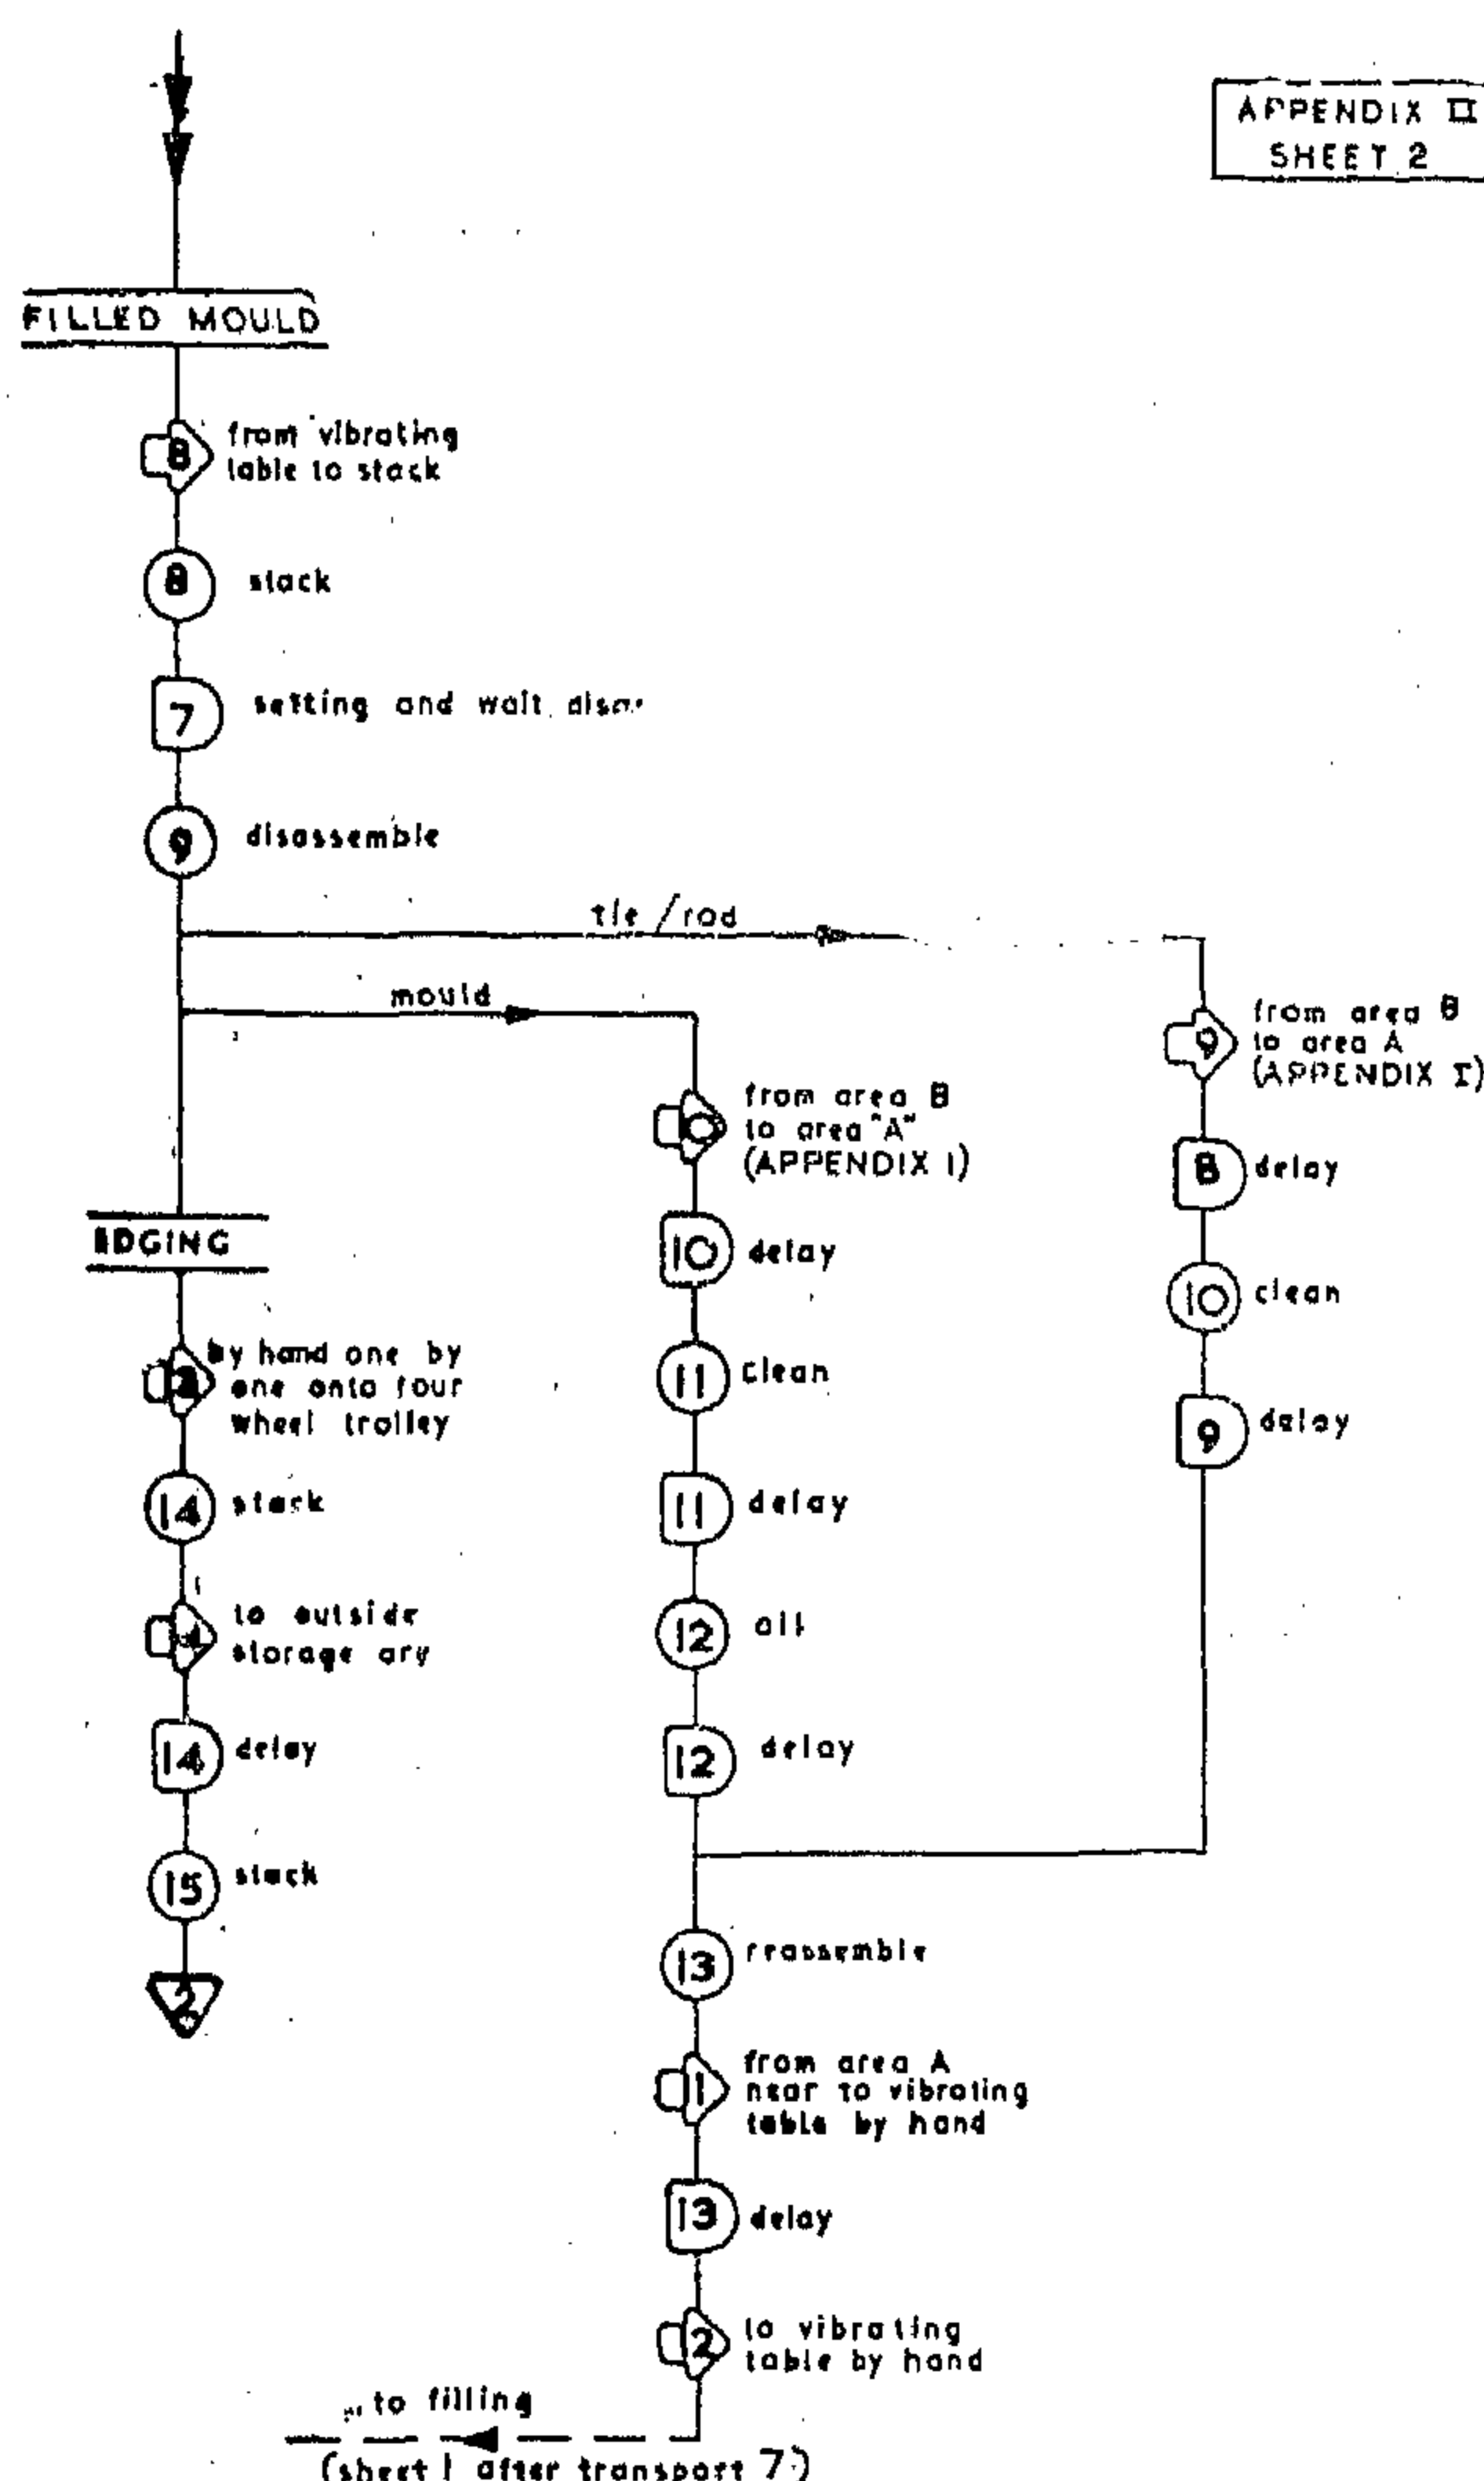 APPENDIX II
SHEET 2
FILLED MOULD
8
from vibrating
table to stack
8
stack
7
setting and wait
9
disassemble
tie/rod
mould
9
from area B
to area A
(APPENDIX I)
8
delay
10
clean
9
delay
from area B
to area "A"
(APPENDIX I)
10
delay
11
Clean
11
delay
12
oil
12
delay
EDGING
by hand one by
one onto four
wheel trolley
14
stack
to outside
storage
14
delay
15
stack
2
13
reassemble
1
from area A
near to vibrating
table by hand
13
delay
2
to vibrating
table by hand
to filling
(sheet 1 after transport 7)